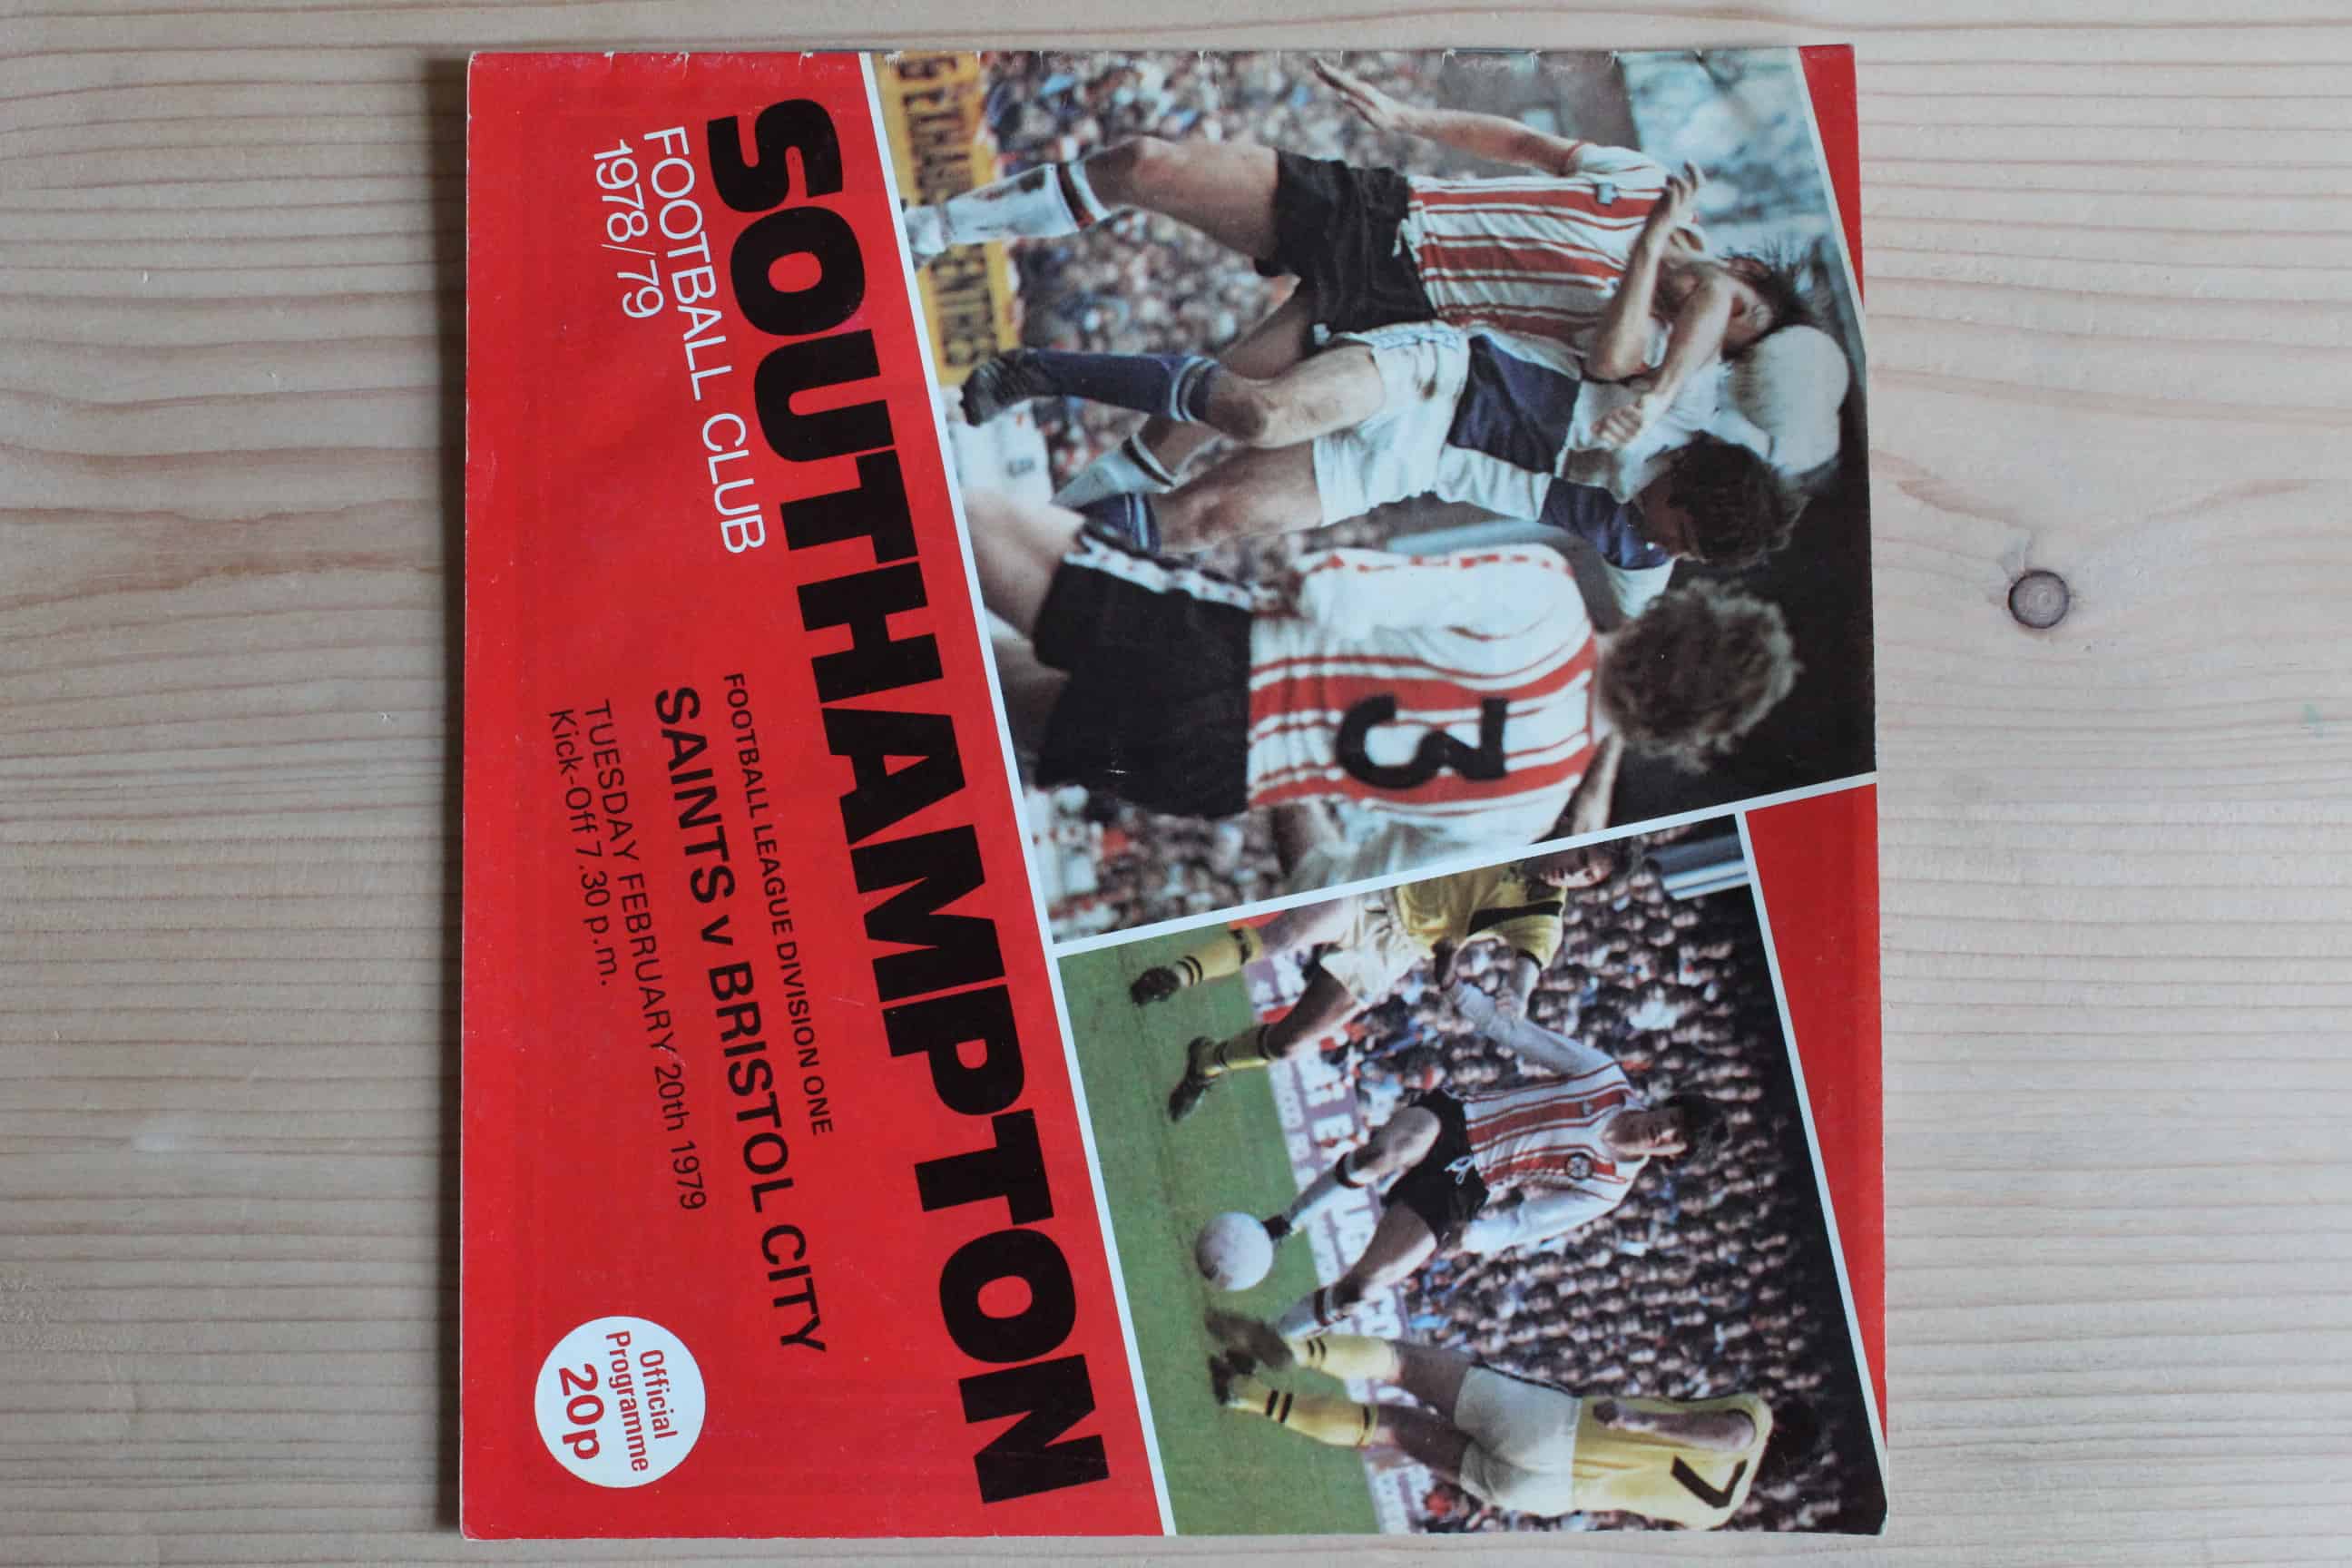 SOUTHAMPTON
FOOTBALL CLUB
1978/79
FOOTBALL LEAGUE DIVISION ONE
SAINTS v BRISTOL CITY
TUESDAY FEBRUARY 20th 1979
Kick-Off 7.30 p.m.
Official
Programme
20p
3
7